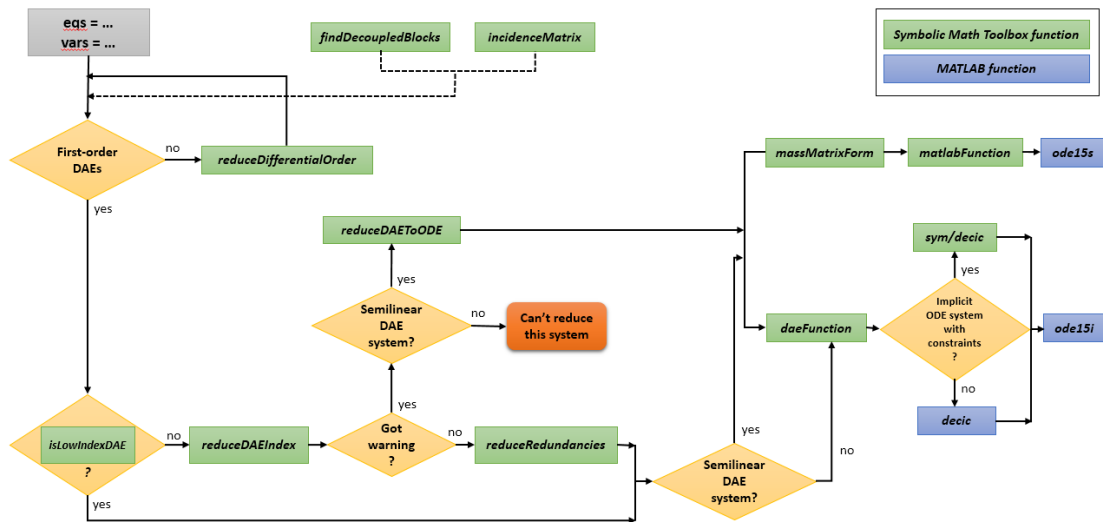 eqs = ...
vars = ...
findDecoupledBlocks
incidenceMatrix
Symbolic Math Toolbox function
MATLAB function
First-order
DAEs
no
reduceDifferentialOrder
massMatrixForm
matlabFunction
ode15s
yes
reduceDAEToODE
sym/decic
yes
yes
Semilinear
DAE
system?
no
Can't reduce
this system
daeFunction
Implicit
ODE system
with
constraints
?
ode15i
no
yes
decic
isLowIndexDAE
?
no
reduceDAEIndex
Got
warning
?
no
reduceRedundancies
yes
Semilinear
DAE
system?
no
yes